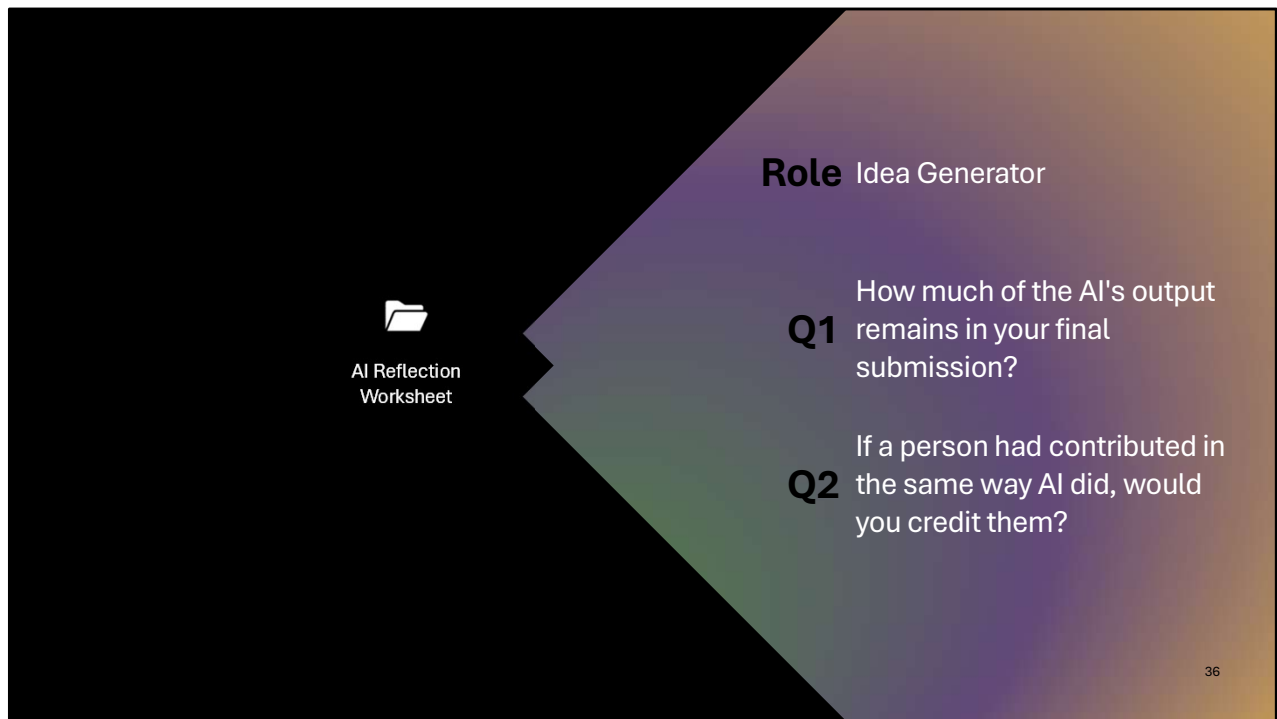 AI Reflection
Worksheet
Role Idea Generator
Q1 How much of the AI's output
remains in your final
submission?
Q2 If a person had contributed in
the same way AI did, would
you credit them?
36